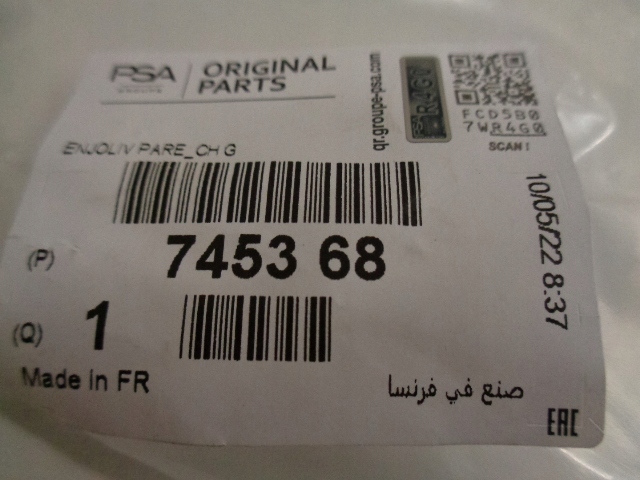 PSA
GROUPE
ORIGINAL
PARTS
qr.groupe-psa.com
FCD5B0
7WR4G0
SCAN!
ENJOLIV PARE_CH G
10/05/22 8:37
(P) 7453 68
(Q) 1
Made in FR
صنع في فرنسا
EAC